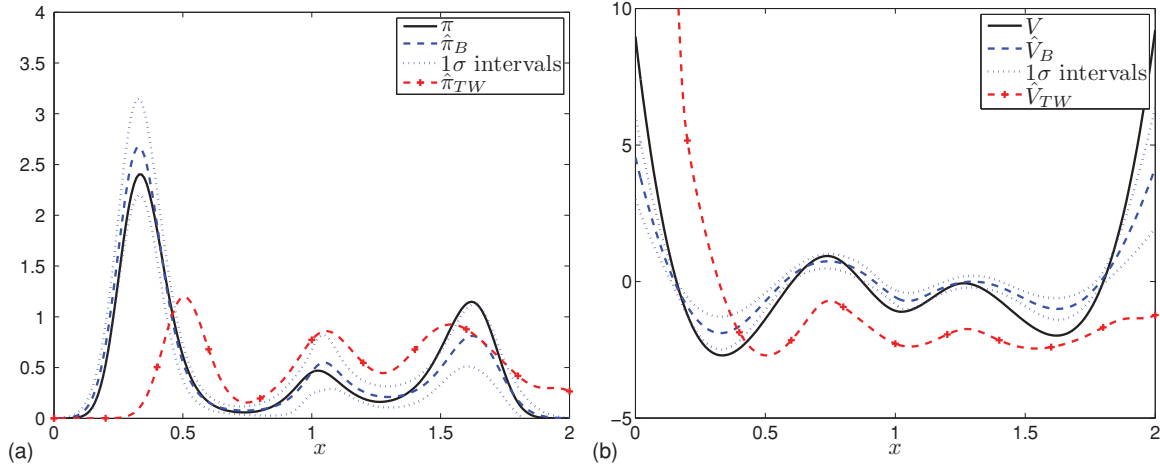 4
3.5
3
2.5
2
1.5
1
0.5
0
0 0.5 1 1.5 2
x
(a)
π
π̂_B
1σ intervals
π̂_TW
10
5
0
−5
0 0.5 1 1.5 2
x
(b)
V
V̂_B
1σ intervals
V̂_TW